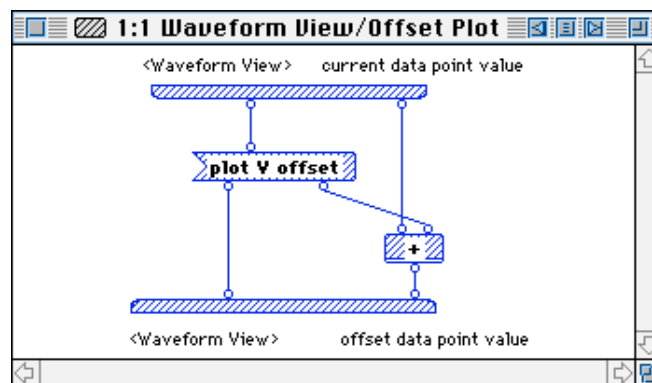 1:1 Waveform View/Offset Plot
<Waveform View> current data point value
plot Y offset
+
<Waveform View> offset data point value